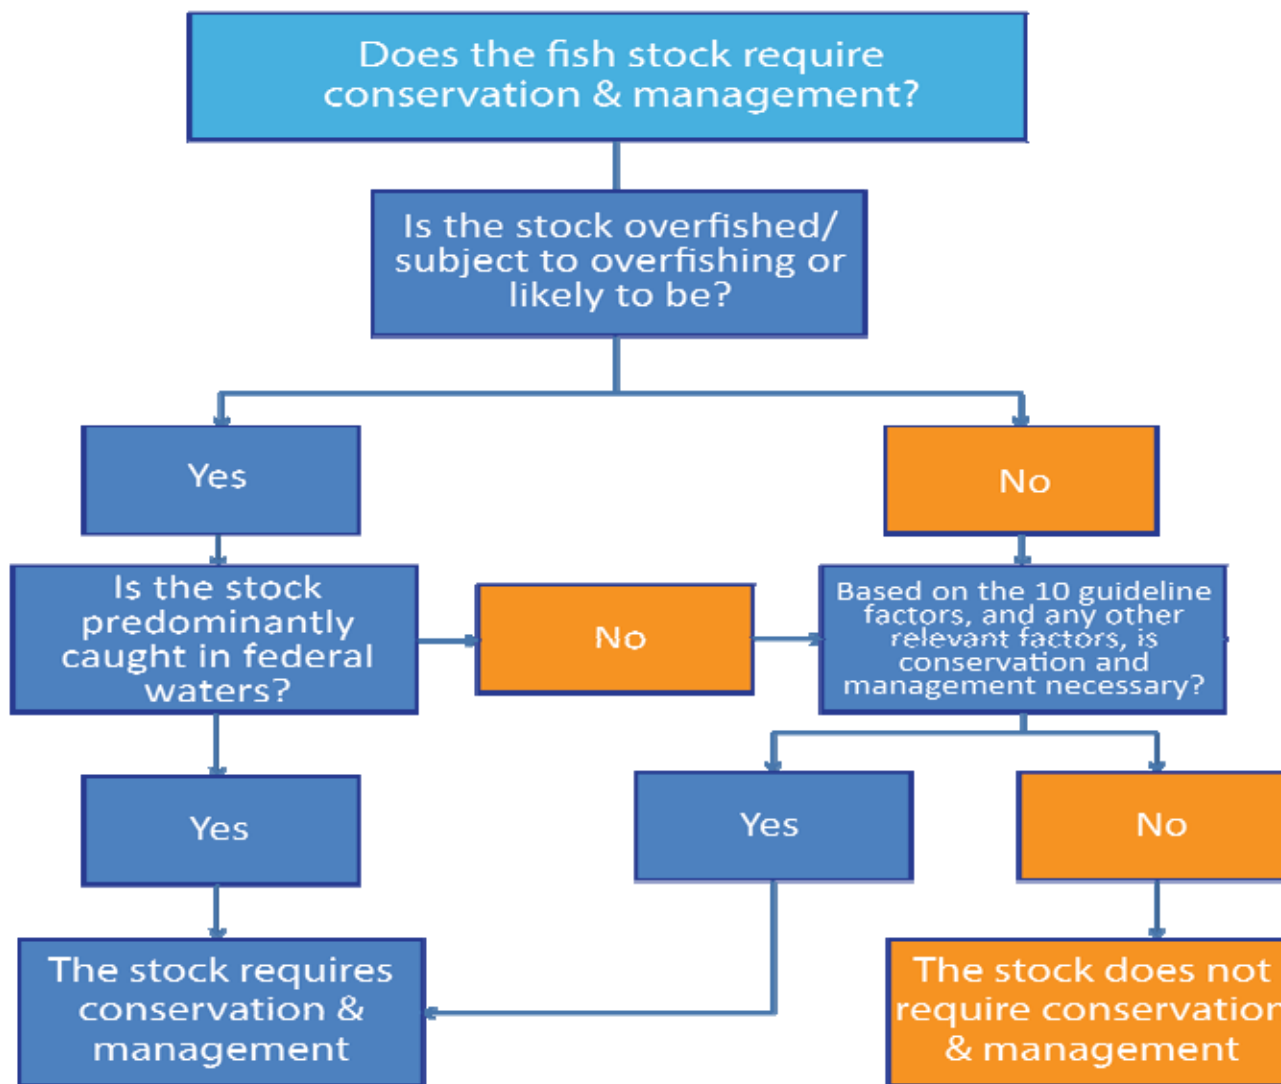 Does the fish stock require
conservation & management?
Is the stock overfished/
subject to overfishing or
likely to be?
Yes
No
Is the stock
predominantly
caught in federal
waters?
No
Based on the 10 guideline
factors, and any other
relevant factors, is
conservation and
management necessary?
Yes
Yes
No
The stock requires
conservation &
management
The stock does not
require conservation
& management